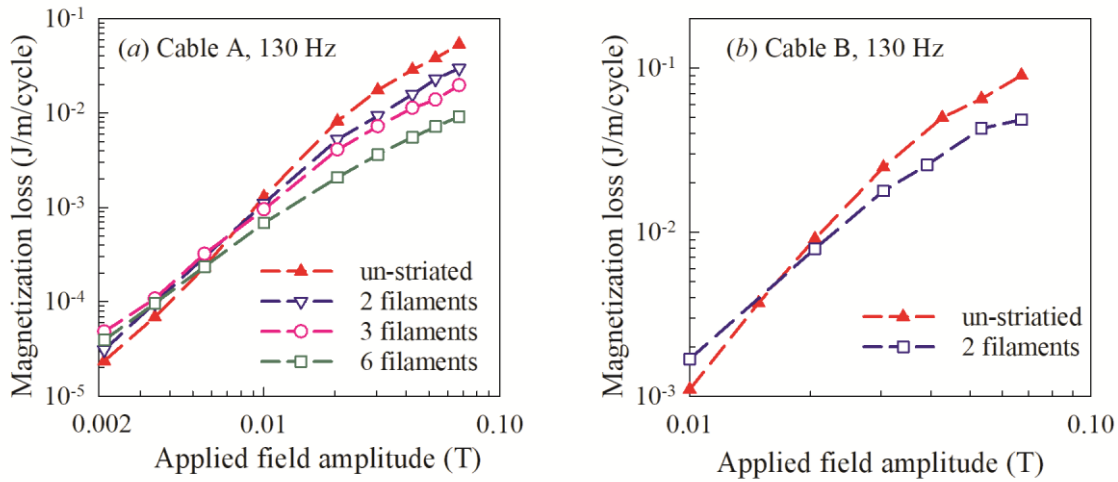 (a) Cable A, 130 Hz
Magnetization loss (J/m/cycle)
10^-1
10^-2
10^-3
10^-4
10^-5
un-striated
2 filaments
3 filaments
6 filaments
0.002
0.01
0.10
Applied field amplitude (T)
(b) Cable B, 130 Hz
Magnetization loss (J/m/cycle)
10^-1
10^-2
10^-3
un-striatied
2 filaments
0.01
0.10
Applied field amplitude (T)